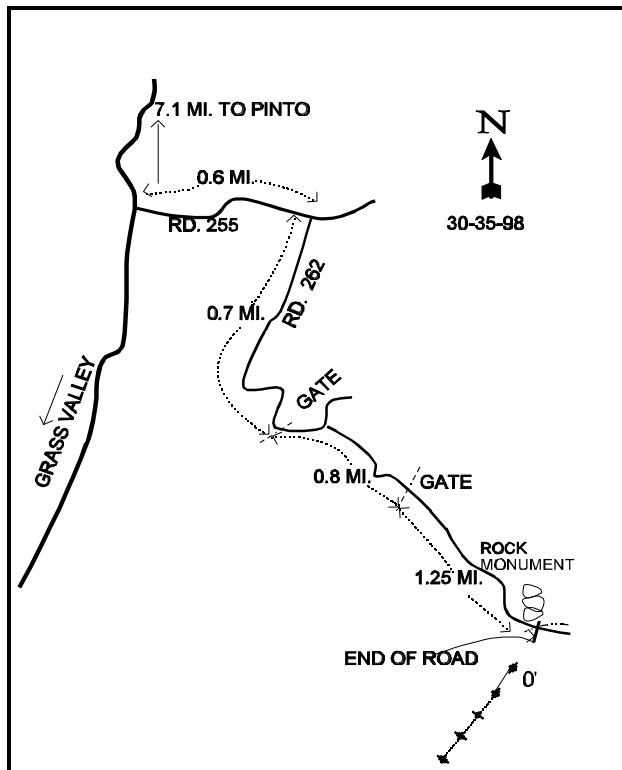 7.1 MI. TO PINTO
N
0.6 MI.
30-35-98
RD. 255
RD. 262
0.7 MI.
GATE
GRASS VALLEY
0.8 MI.
GATE
ROCK
MONUMENT
1.25 MI.
END OF ROAD
0'